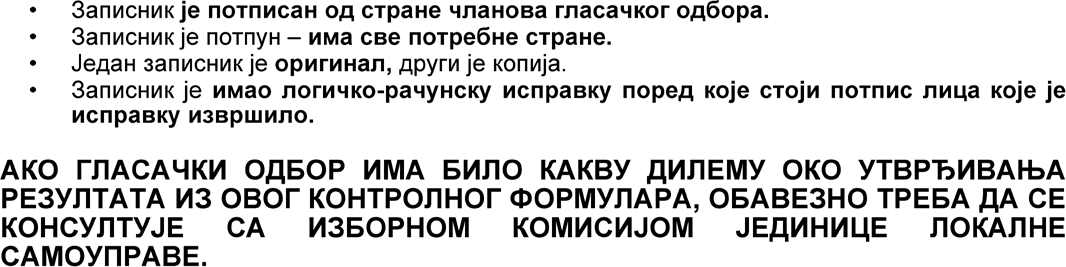 • Записник је потписан од стране чланова гласачког одбора.
• Записник је потпун – има све потребне стране.
• Један записник је оригинал, други је копија.
• Записник је имао логичко-рачунску исправку поред које стоји потпис лица које је
исправку извршило.
АКО ГЛАСАЧКИ ОДБОР ИМА БИЛО КАКВУ ДИЛЕМУ ОКО УТВРЂИВАЊА
РЕЗУЛТАТА ИЗ ОВОГ КОНТРОЛНОГ ФОРМУЛАРА, ОБАВЕЗНО ТРЕБА ДА СЕ
КОНСУЛТУЈЕ СА ИЗБОРНОМ КОМИСИЈОМ ЈЕДИНИЦЕ ЛОКАЛНЕ
САМОУПРАВЕ.